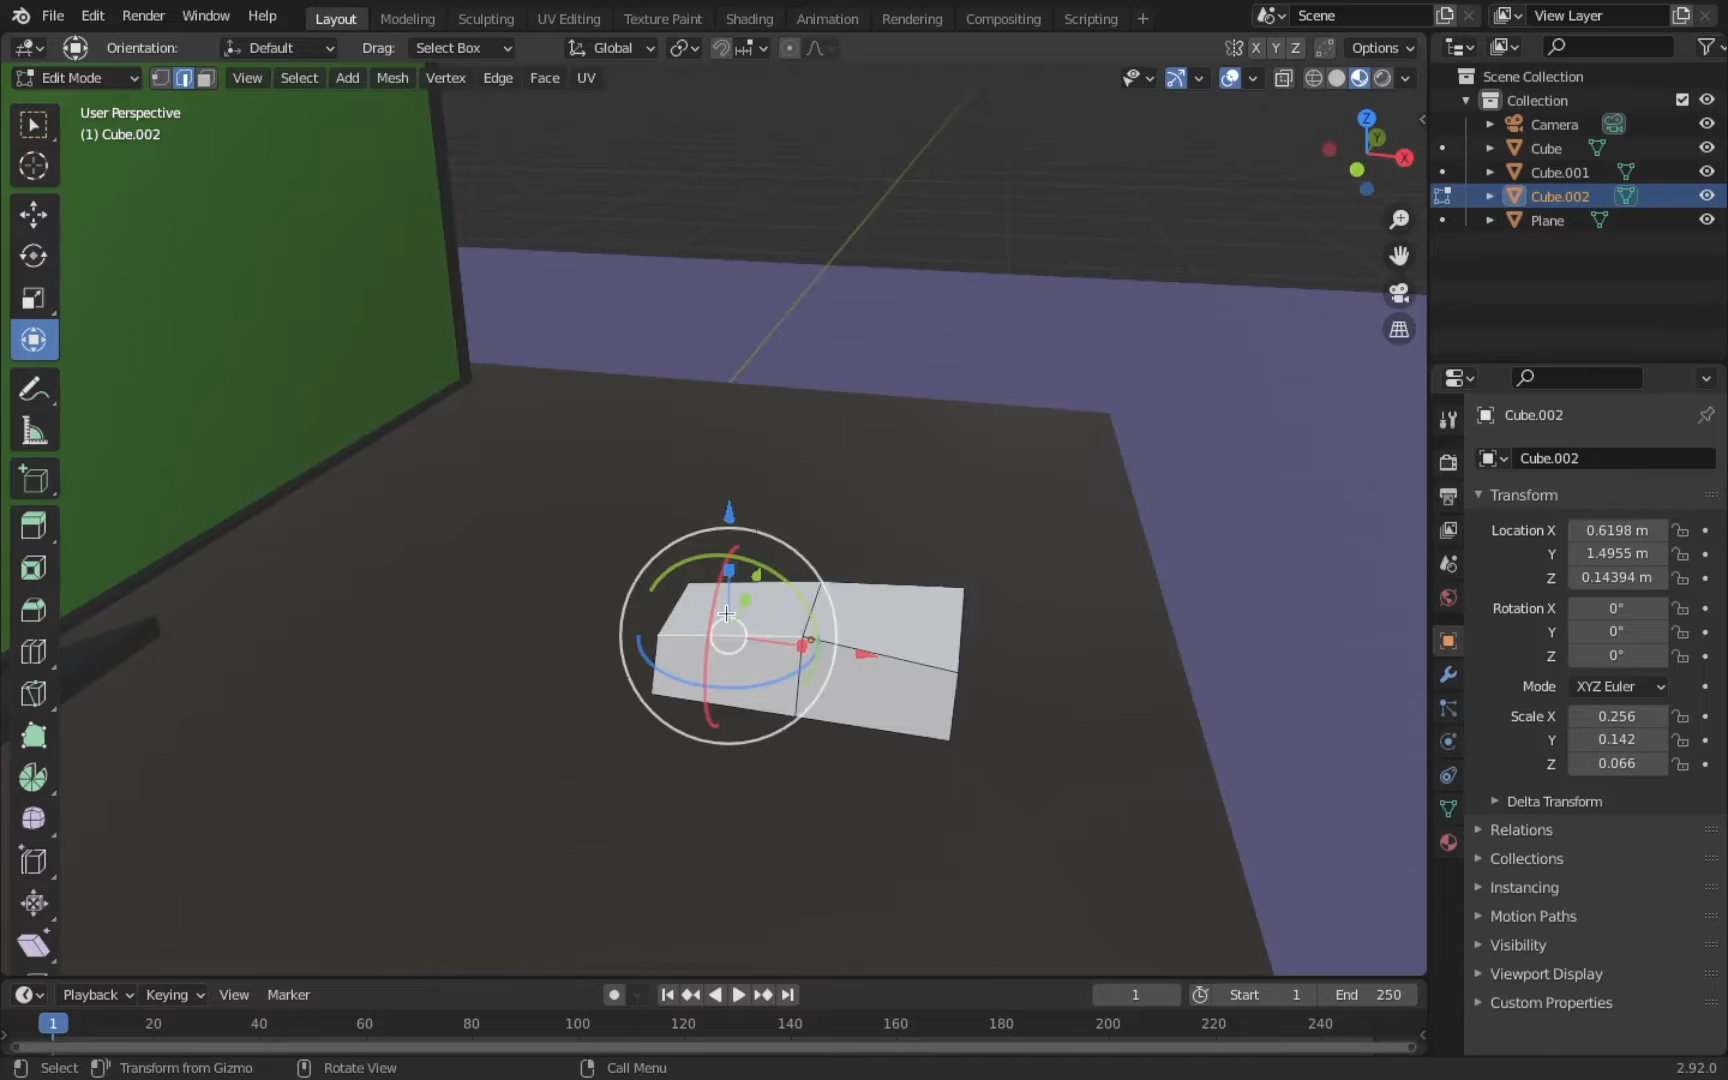 File Edit Render Window Help Layout Modeling Sculpting UV Editing Texture Paint Shading Animation Rendering Compositing Scripting + Scene View Layer
Orientation: Default Drag: Select Box Global X Y Z Options
Edit Mode View Select Add Mesh Vertex Edge Face UV
User Perspective
(1) Cube.002
Z
Y
X
Scene Collection
Collection
Camera
Cube
Cube.001
Cube.002
Plane
Cube.002
Cube.002
Transform
Location X 0.6198 m
Y 1.4955 m
Z 0.14394 m
Rotation X 0°
Y 0°
Z 0°
Mode XYZ Euler
Scale X 0.256
Y 0.142
Z 0.066
Delta Transform
Relations
Collections
Instancing
Motion Paths
Visibility
Viewport Display
Custom Properties
Playback Keying View Marker 1 Start 1 End 250
1 20 40 60 80 100 120 140 160 180 200 220 240
Select Transform from Gizmo Rotate View Call Menu 2.92.0